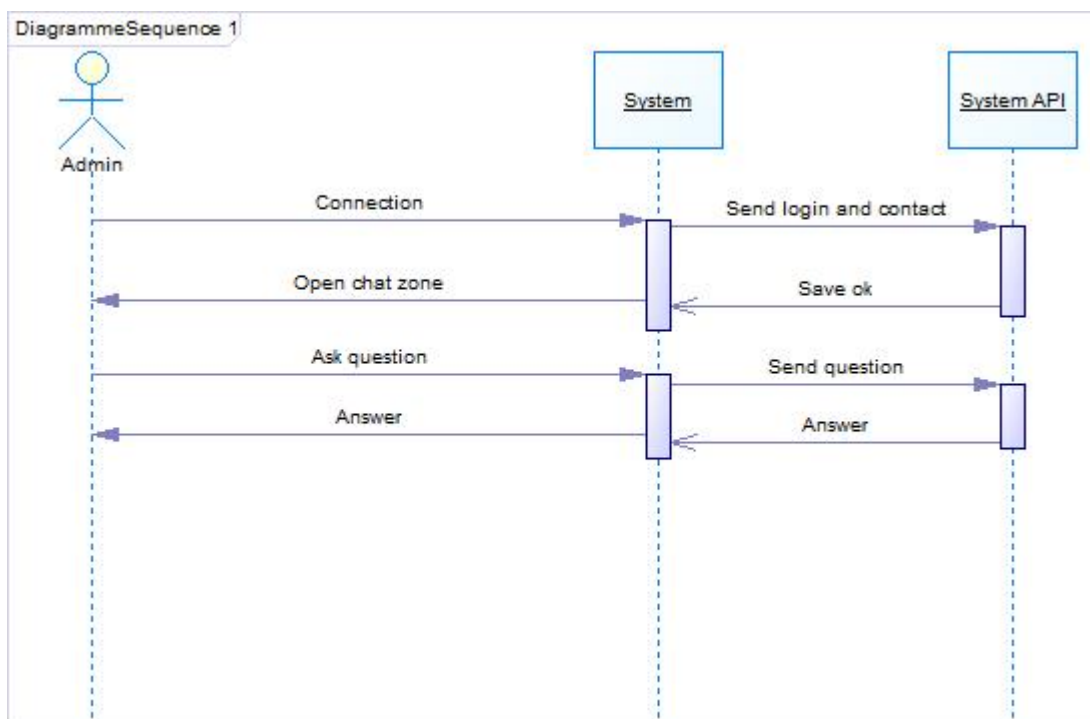 DiagrammeSequence 1
System
System API
Admin
Connection
Send login and contact
Open chat zone
Save ok
Ask question
Send question
Answer
Answer